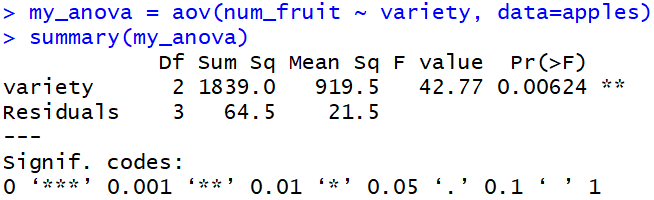 > my_anova = aov(num_fruit ~ variety, data=apples)
> summary(my_anova)
            Df Sum Sq Mean Sq F value  Pr(>F)
variety      2 1839.0   919.5   42.77 0.00624 **
Residuals    3   64.5    21.5
---
Signif. codes:
0 ‘***’ 0.001 ‘**’ 0.01 ‘*’ 0.05 ‘.’ 0.1 ‘ ’ 1